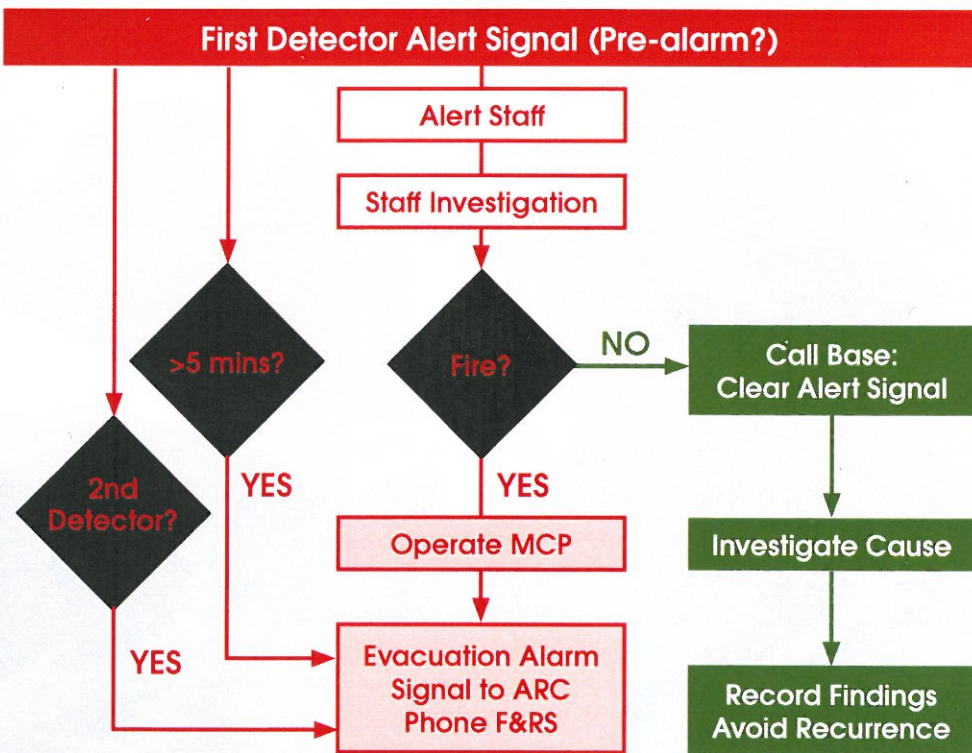 First Detector Alert Signal (Pre-alarm?)
Alert Staff
Staff Investigation
>5 mins?
Fire?
NO
Call Base:
Clear Alert Signal
2nd
Detector?
YES
YES
Operate MCP
Investigate Cause
YES
Evacuation Alarm
Signal to ARC
Phone F&RS
Record Findings
Avoid Recurrence